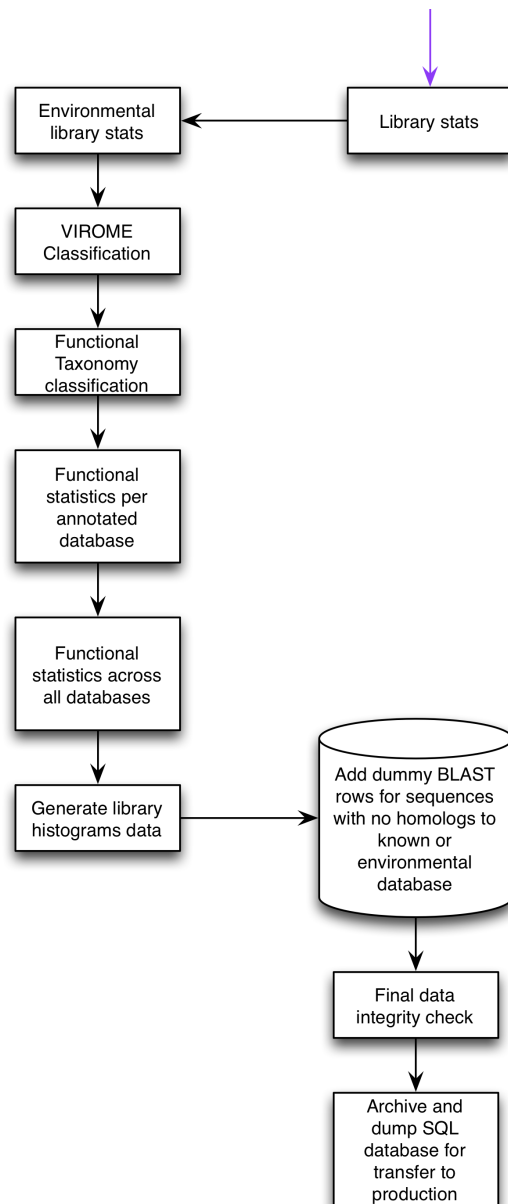 Library stats
Environmental
library stats
VIROME
Classification
Functional
Taxonomy
classification
Functional
statistics per
annotated
database
Functional
statistics across
all databases
Generate library
histograms data
Add dummy BLAST
rows for sequences
with no homologs to
known or
environmental
database
Final data
integrity check
Archive and
dump SQL
database for
transfer to
production